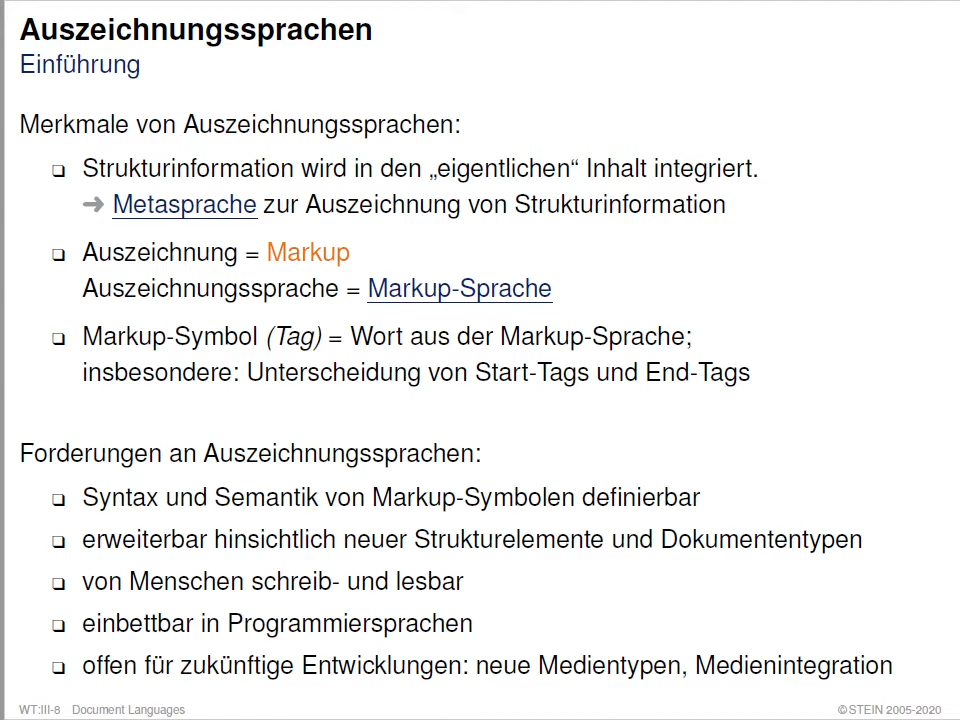 Auszeichnungssprachen
Einführung
Merkmale von Auszeichnungssprachen:
❑ Strukturinformation wird in den „eigentlichen“ Inhalt integriert.
➜ Metasprache zur Auszeichnung von Strukturinformation
❑ Auszeichnung = Markup
Auszeichnungssprache = Markup-Sprache
❑ Markup-Symbol (Tag) = Wort aus der Markup-Sprache;
insbesondere: Unterscheidung von Start-Tags und End-Tags
Forderungen an Auszeichnungssprachen:
❑ Syntax und Semantik von Markup-Symbolen definierbar
❑ erweiterbar hinsichtlich neuer Strukturelemente und Dokumententypen
❑ von Menschen schreib- und lesbar
❑ einbettbar in Programmiersprachen
❑ offen für zukünftige Entwicklungen: neue Medientypen, Medienintegration
WT:III-8 Document Languages ©STEIN 2005-2020